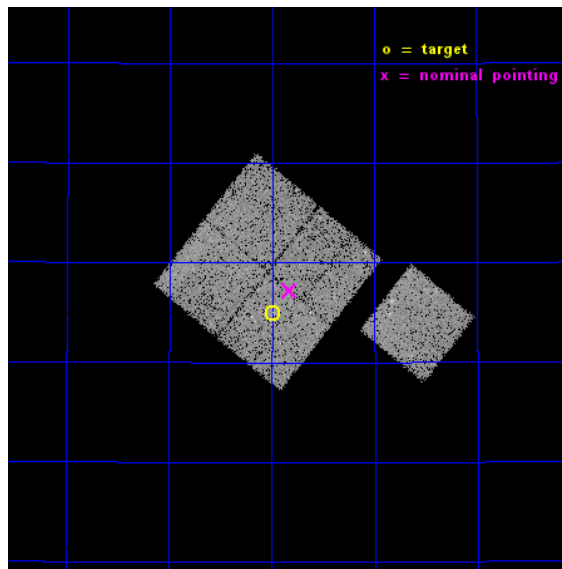 o = target
x = nominal pointing